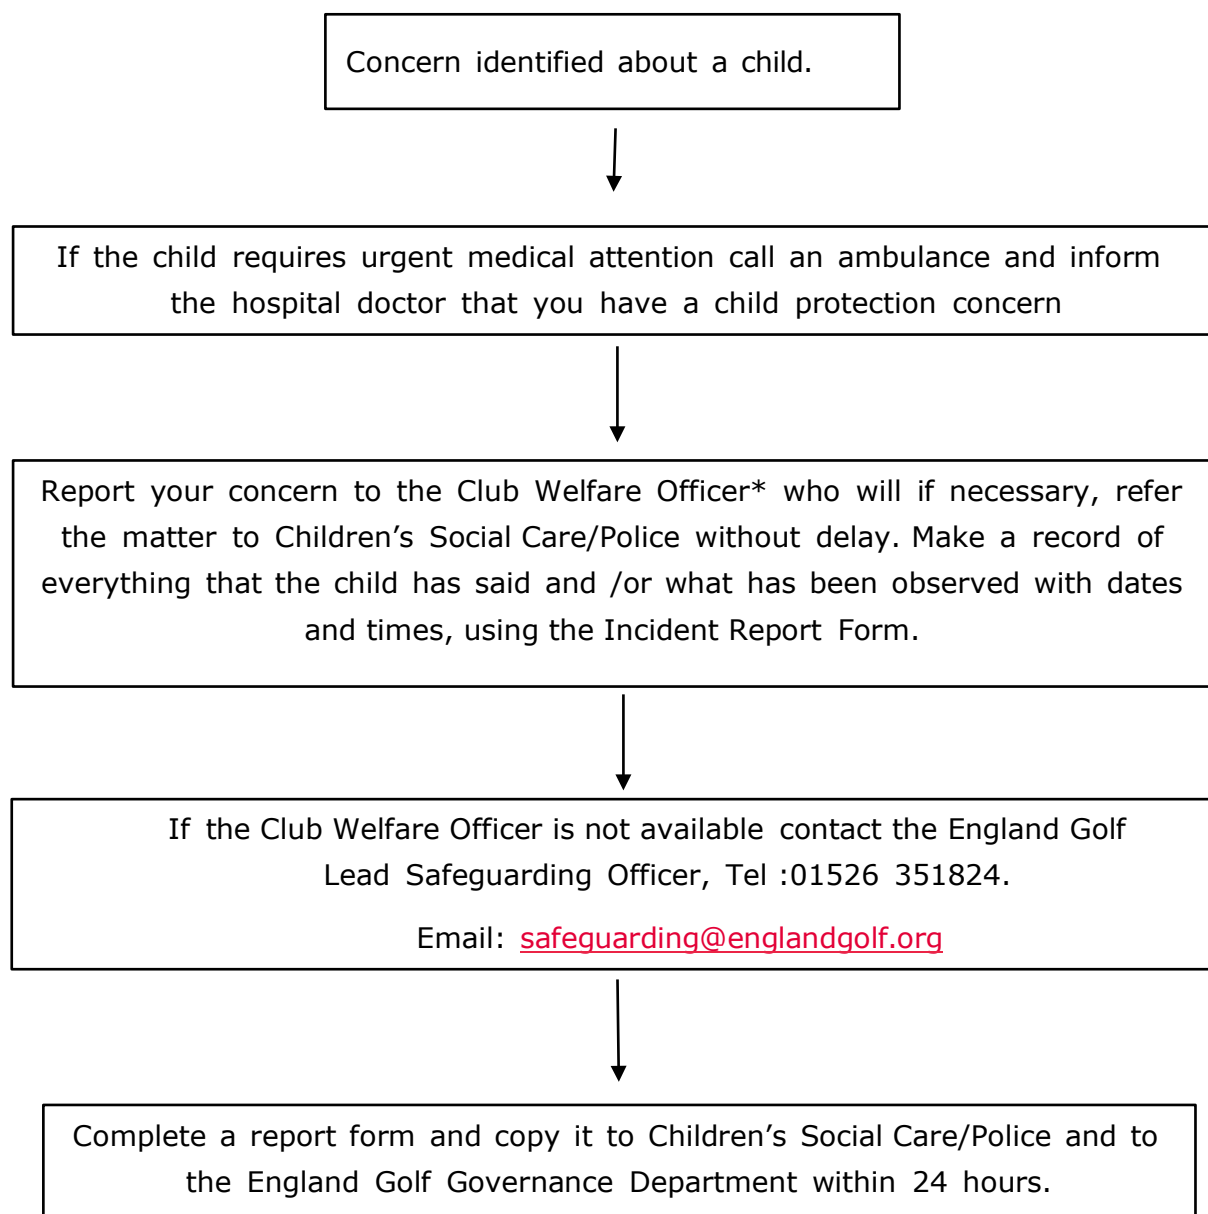 Concern identified about a child.
If the child requires urgent medical attention call an ambulance and inform
the hospital doctor that you have a child protection concern
Report your concern to the Club Welfare Officer* who will if necessary, refer
the matter to Children’s Social Care/Police without delay. Make a record of
everything that the child has said and /or what has been observed with dates
and times, using the Incident Report Form.
If the Club Welfare Officer is not available contact the England Golf
Lead Safeguarding Officer, Tel :01526 351824.
Email: safeguarding@englandgolf.org
Complete a report form and copy it to Children’s Social Care/Police and to
the England Golf Governance Department within 24 hours.